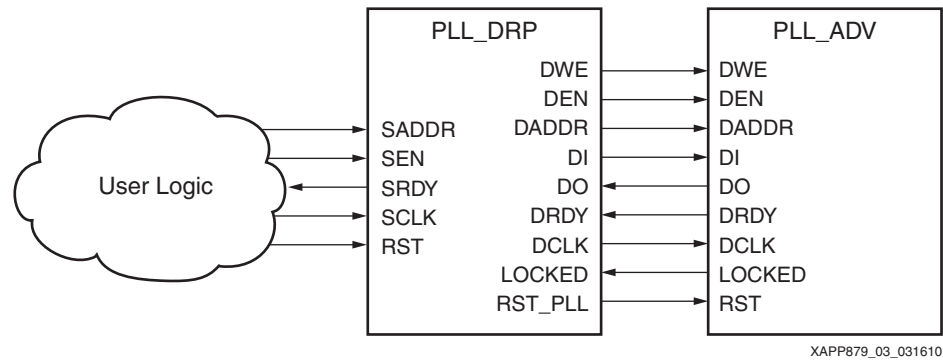 PLL_DRP
PLL_ADV
DWE
DWE
DEN
DEN
SADDR
DADDR
DADDR
SEN
DI
DI
User Logic
SRDY
DO
DO
SCLK
DRDY
DRDY
RST
DCLK
DCLK
LOCKED
LOCKED
RST_PLL
RST
XAPP879_03_031610